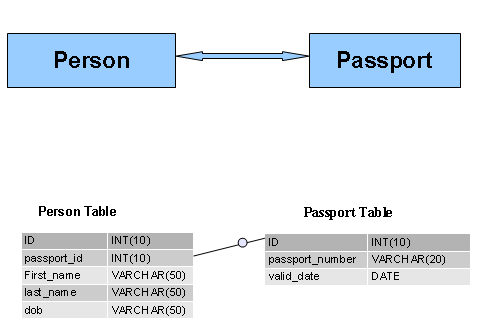 Person Passport
Person Table
ID INT(10)
passport_id INT(10)
First_name VARCHAR(50)
last_name VARCHAR(50)
dob VARCHAR(50)
Passport Table
ID INT(10)
passport_number VARCHAR(20)
valid_date DATE